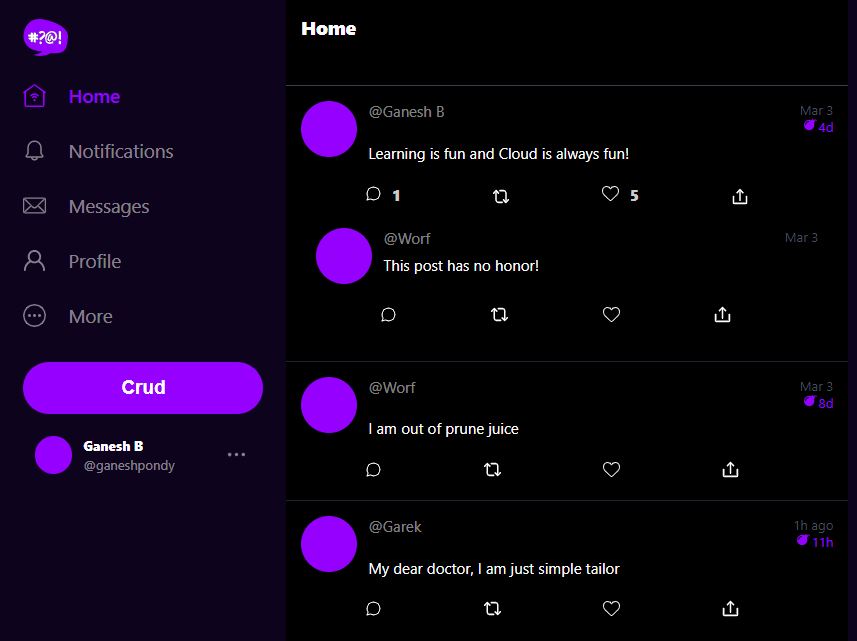 #?@!
Home
Notifications
Messages
Profile
More
Crud
Ganesh B
@ganeshpondy
Home
@Ganesh B
Mar 3
4d
Learning is fun and Cloud is always fun!
1
5
@Worf
Mar 3
This post has no honor!
@Worf
Mar 3
8d
I am out of prune juice
@Garek
1h ago
11h
My dear doctor, I am just simple tailor